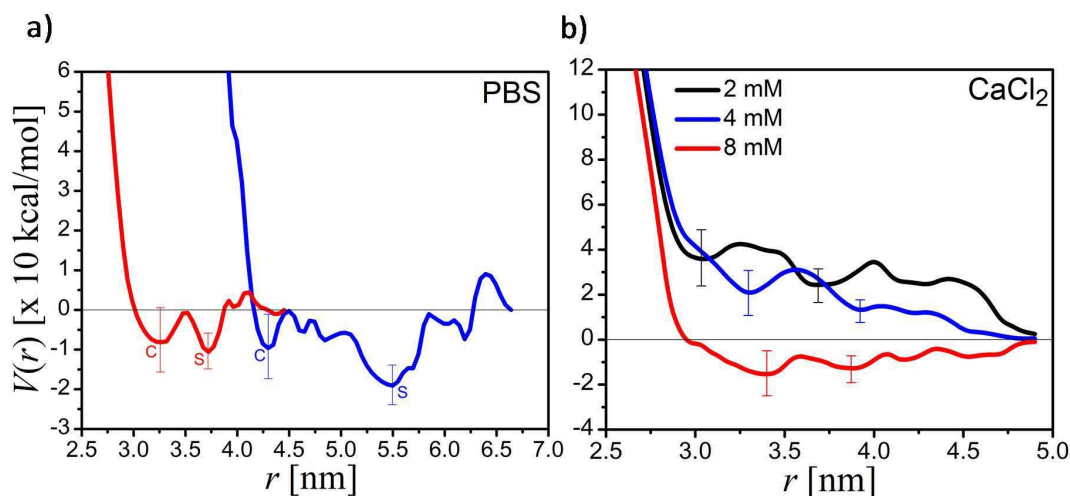 a)
PBS
V(r) [x 10 kcal/mol]
6
5
4
3
2
1
0
-1
-2
-3
C
S
C
S
2.5 3.0 3.5 4.0 4.5 5.0 5.5 6.0 6.5 7.0
r [nm]
b)
CaCl₂
2 mM
4 mM
8 mM
12
10
8
6
4
2
0
-2
-4
2.5 3.0 3.5 4.0 4.5 5.0
r [nm]